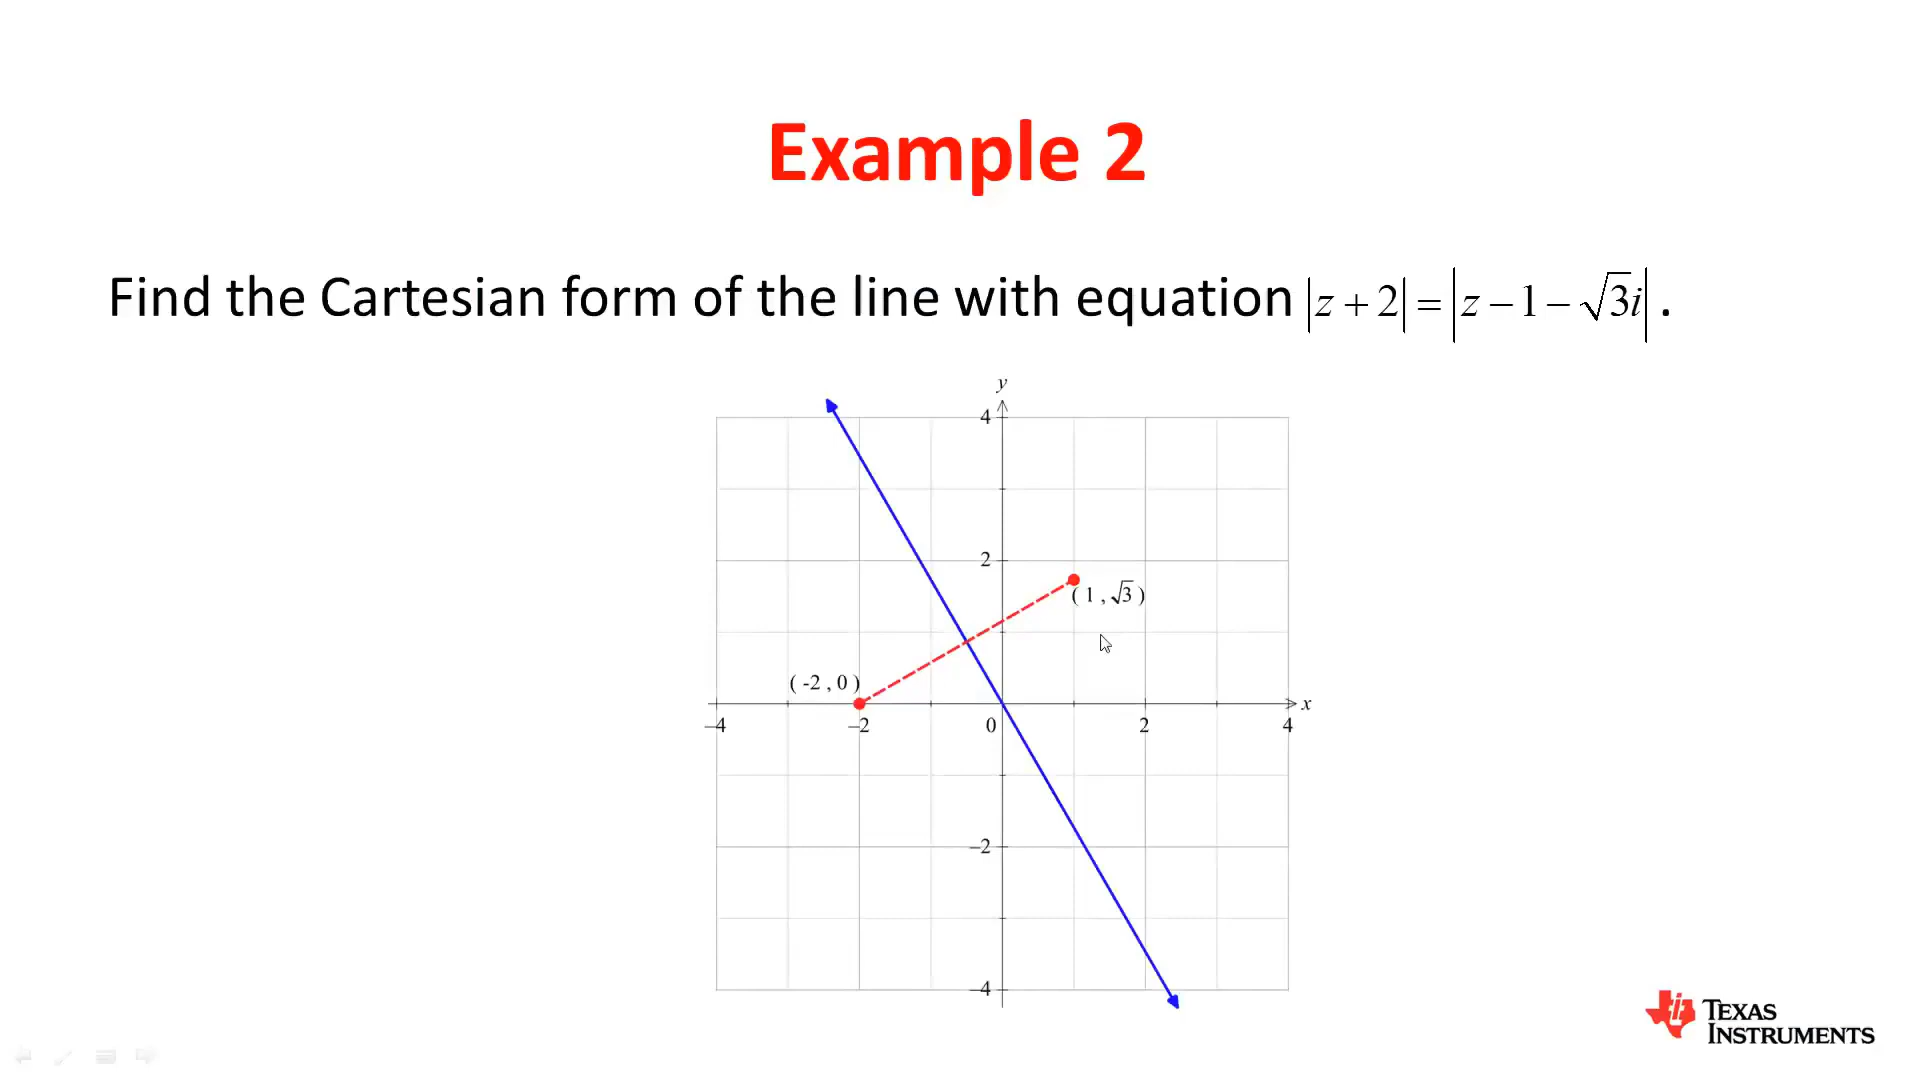 Example 2
Find the Cartesian form of the line with equation |z + 2| = |z − 1 − √3i| .
y
4
2
( 1 , √3 )
( -2 , 0 )
x
–4 –2 0 2 4
–2
–4
TEXAS
INSTRUMENTS